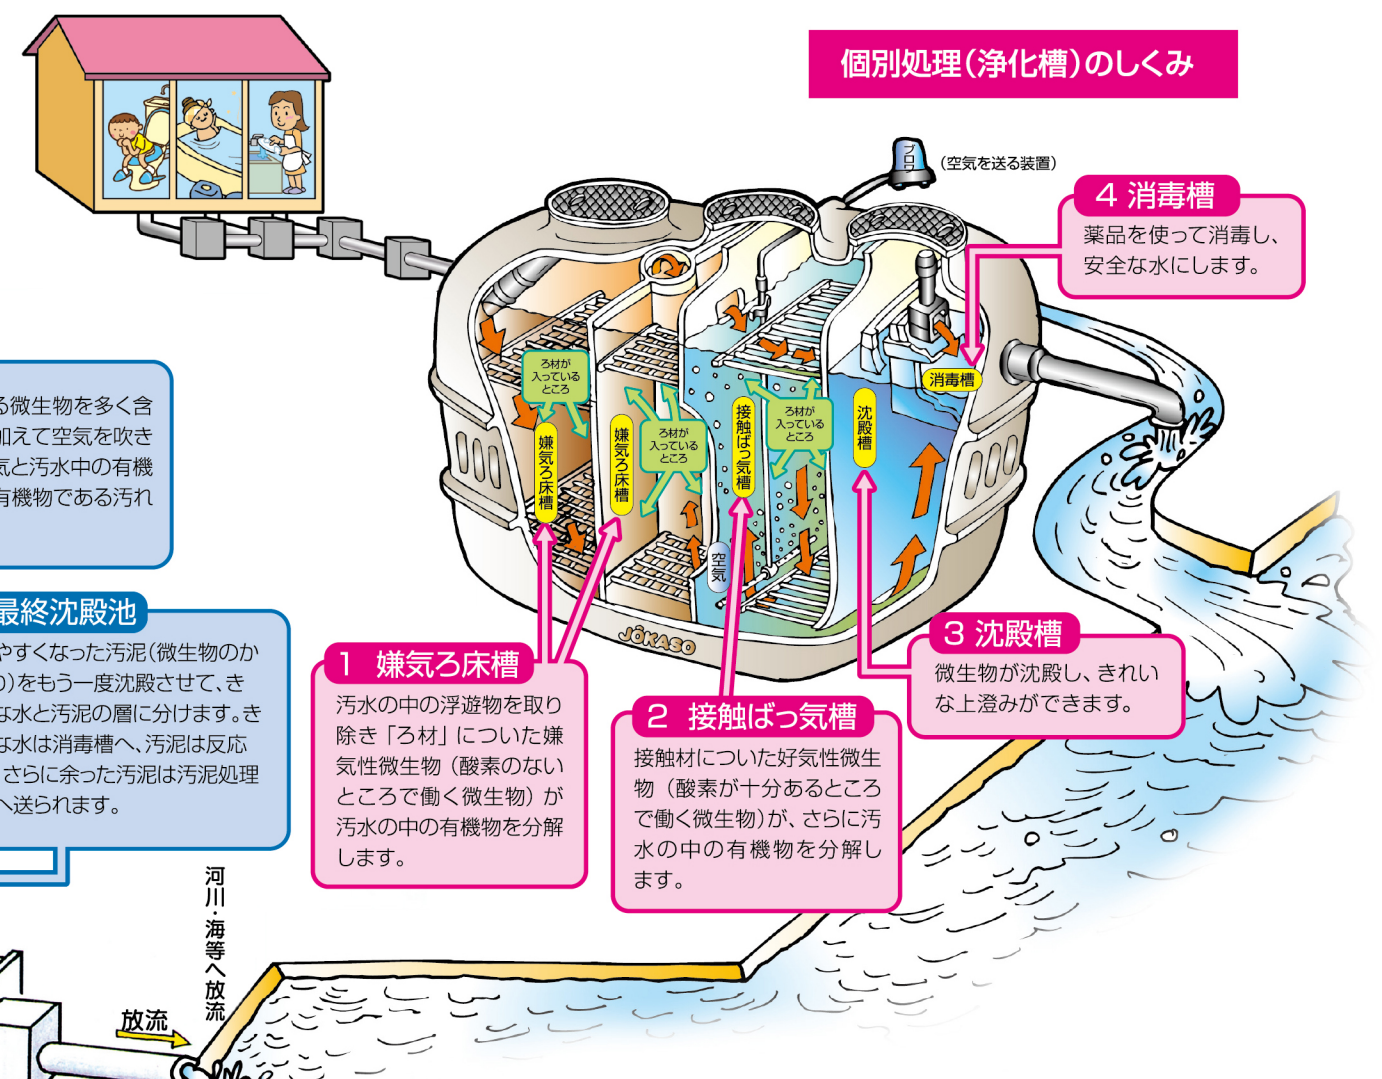 個別処理(浄化槽)のしくみ
ブロワ
(空気を送る装置)
4 消毒槽
薬品を使って消毒し、
安全な水にします。
ろ材が
入っている
ところ
嫌気ろ床槽
嫌気ろ床槽
ろ材が
入っている
ところ
接触ばっ気槽
ろ材が
入っている
ところ
沈殿槽
消毒槽
空気
JŌKASO
る微生物を多く含
加えて空気を吹き
気と汚水中の有機
有機物である汚れ
最終沈殿池
やすくなった汚泥(微生物のか
り)をもう一度沈殿させて、き
な水と汚泥の層に分けます。き
な水は消毒槽へ、汚泥は反応
さらに余った汚泥は汚泥処理
へ送られます。
1 嫌気ろ床槽
汚水の中の浮遊物を取り
除き「ろ材」についた嫌
気性微生物(酸素のない
ところで働く微生物)が
汚水の中の有機物を分解
します。
2 接触ばっ気槽
接触材についた好気性微生
物(酸素が十分あるところ
で働く微生物)が、さらに汚
水の中の有機物を分解し
ます。
3 沈殿槽
微生物が沈殿し、きれい
な上澄みができます。
河川・海等へ放流
放流